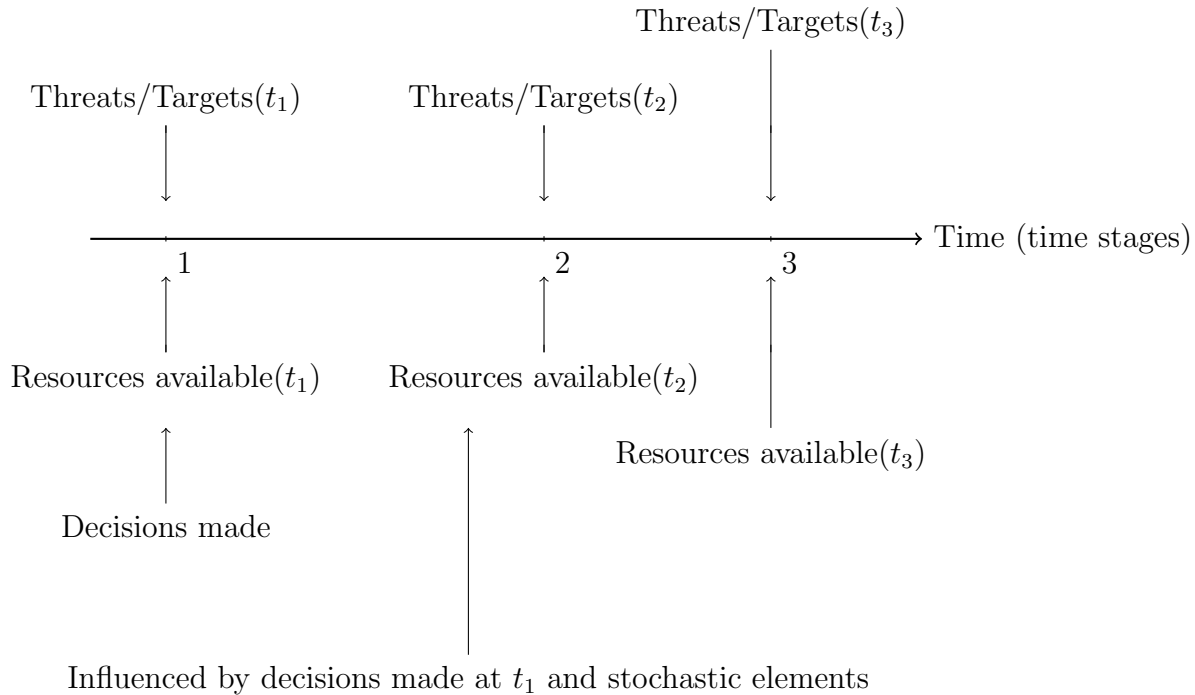 Threats/Targets(t₃)
Threats/Targets(t₁)
Threats/Targets(t₂)
Time (time stages)
1
2
3
Resources available(t₁)
Resources available(t₂)
Resources available(t₃)
Decisions made
Influenced by decisions made at t₁ and stochastic elements